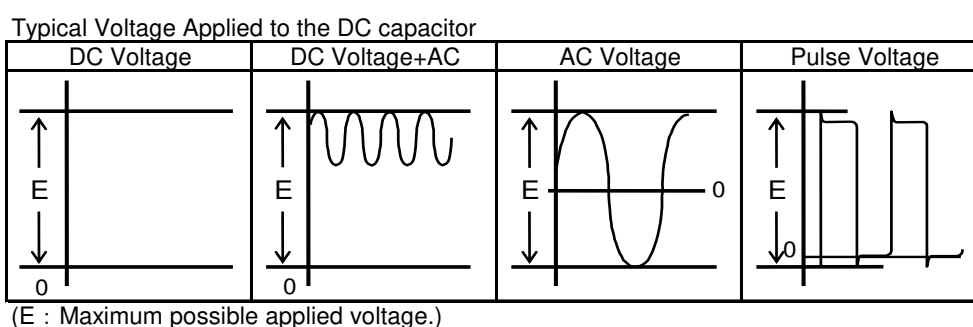 Typical Voltage Applied to the DC capacitor
DC Voltage DC Voltage+AC AC Voltage Pulse Voltage
E E E 0 E
0
0 0
(E：Maximum possible applied voltage.)